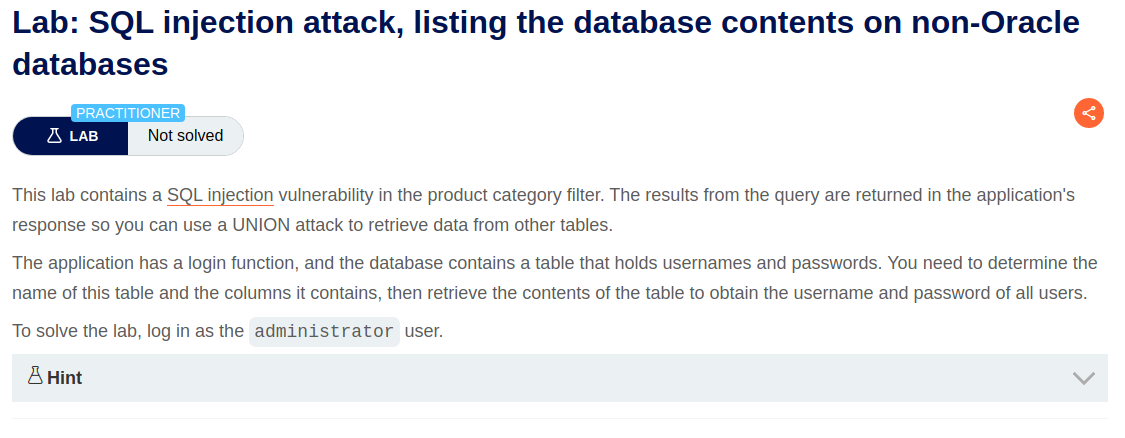 Lab: SQL injection attack, listing the database contents on non-Oracle
databases
PRACTITIONER
LAB Not solved
This lab contains a SQL injection vulnerability in the product category filter. The results from the query are returned in the application's
response so you can use a UNION attack to retrieve data from other tables.
The application has a login function, and the database contains a table that holds usernames and passwords. You need to determine the
name of this table and the columns it contains, then retrieve the contents of the table to obtain the username and password of all users.
To solve the lab, log in as the administrator user.
Hint